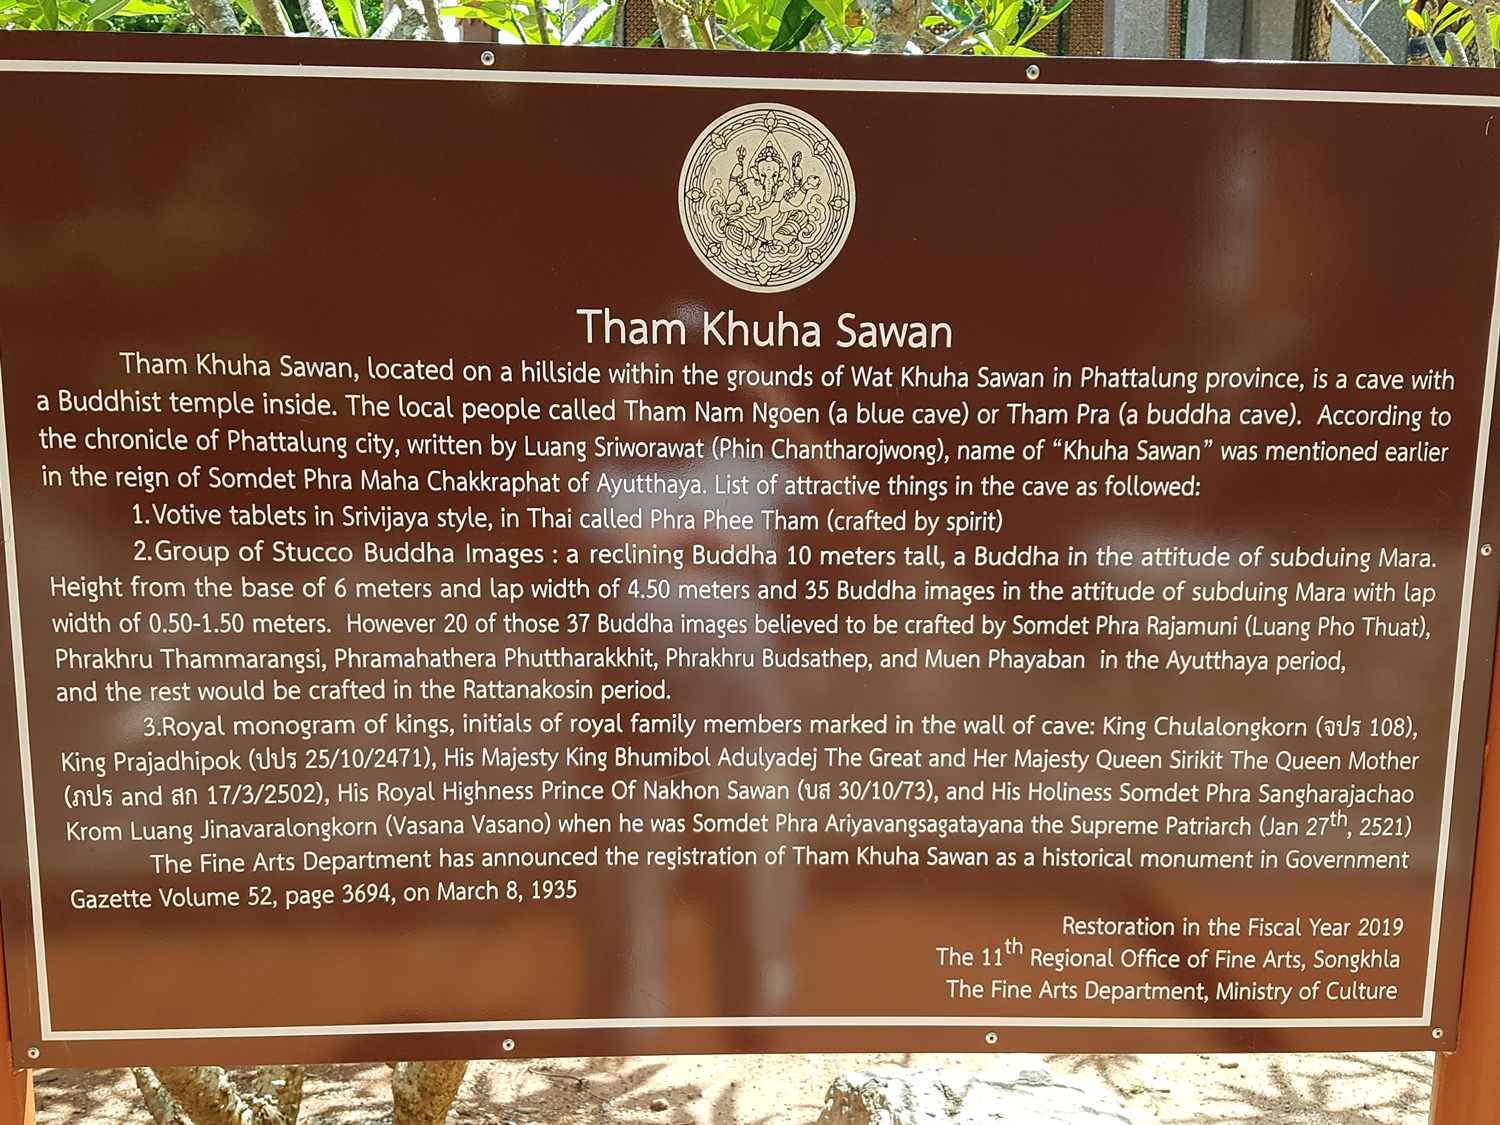 Tham Khuha Sawan
Tham Khuha Sawan, located on a hillside within the grounds of Wat Khuha Sawan in Phattalung province, is a cave with
a Buddhist temple inside. The local people called Tham Nam Ngoen (a blue cave) or Tham Pra (a buddha cave). According to
the chronicle of Phattalung city, written by Luang Sriworawat (Phin Chantharojwong), name of “Khuha Sawan” was mentioned earlier
in the reign of Somdet Phra Maha Chakkraphat of Ayutthaya. List of attractive things in the cave as followed:
1.Votive tablets in Srivijaya style, in Thai called Phra Phee Tham (crafted by spirit)
2.Group of Stucco Buddha Images : a reclining Buddha 10 meters tall, a Buddha in the attitude of subduing Mara.
Height from the base of 6 meters and lap width of 4.50 meters and 35 Buddha images in the attitude of subduing Mara with lap
width of 0.50-1.50 meters. However 20 of those 37 Buddha images believed to be crafted by Somdet Phra Rajamuni (Luang Pho Thuat),
Phrakhru Thammarangsi, Phramahathera Phuttharakkhit, Phrakhru Budsathep, and Muen Phayaban in the Ayutthaya period,
and the rest would be crafted in the Rattanakosin period.
3.Royal monogram of kings, initials of royal family members marked in the wall of cave: King Chulalongkorn (จปร 108),
King Prajadhipok (ปปร 25/10/2471), His Majesty King Bhumibol Adulyadej The Great and Her Majesty Queen Sirikit The Queen Mother
(ภปร and สก 17/3/2502), His Royal Highness Prince Of Nakhon Sawan (บส 30/10/73), and His Holiness Somdet Phra Sangharajachao
Krom Luang Jinavaralongkorn (Vasana Vasano) when he was Somdet Phra Ariyavangsagatayana the Supreme Patriarch (Jan 27th, 2521)
The Fine Arts Department has announced the registration of Tham Khuha Sawan as a historical monument in Government
Gazette Volume 52, page 3694, on March 8, 1935
Restoration in the Fiscal Year 2019
The 11th Regional Office of Fine Arts, Songkhla
The Fine Arts Department, Ministry of Culture